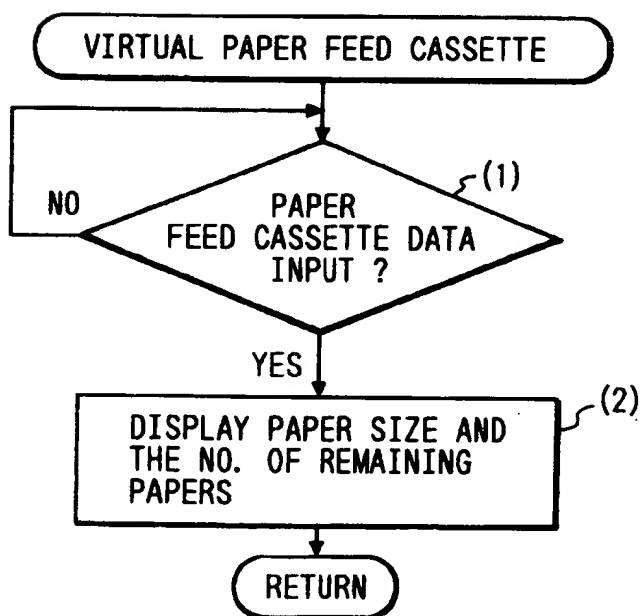 VIRTUAL PAPER FEED CASSETTE
(1)
NO
PAPER
FEED CASSETTE DATA
INPUT ?
YES
(2)
DISPLAY PAPER SIZE AND
THE NO. OF REMAINING
PAPERS
RETURN